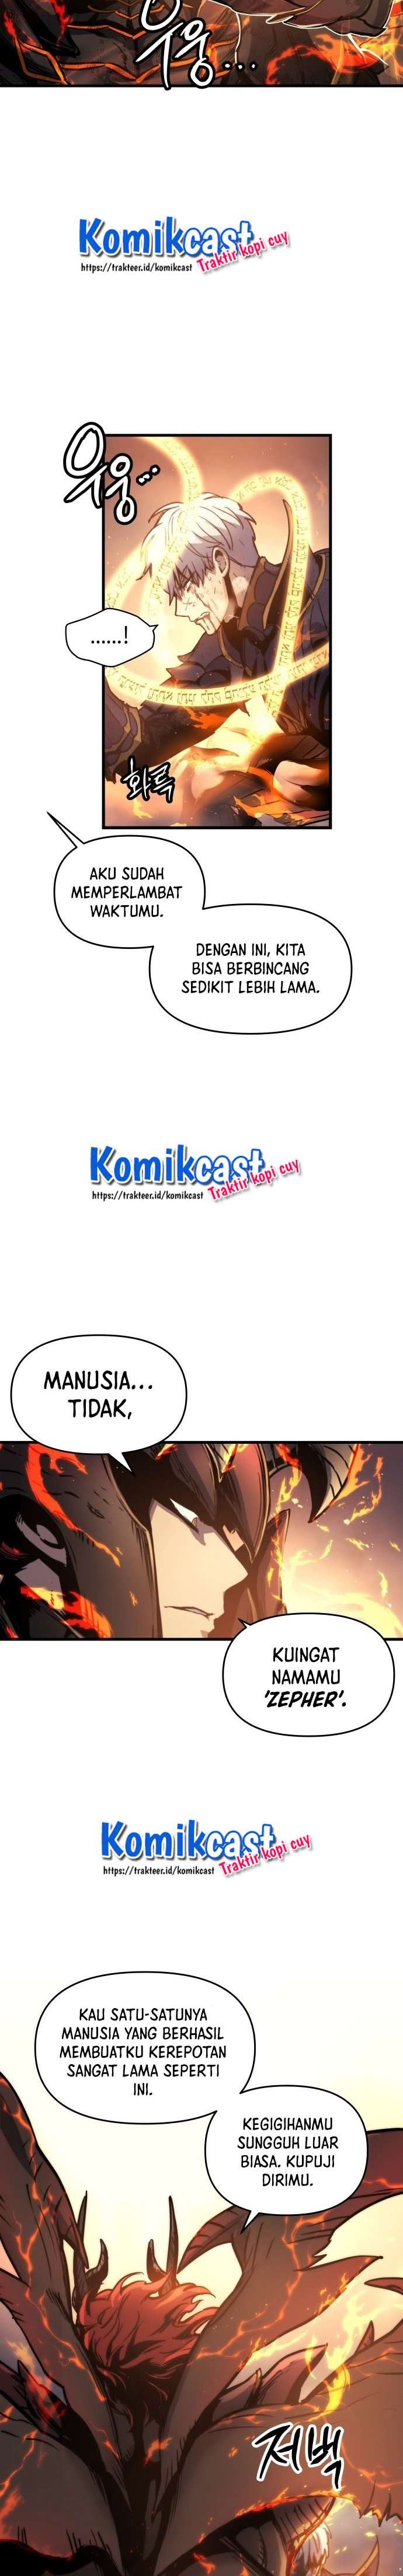 우웅...
Komikcast
https://trakteer.id/komikcast
Traktir kopi cuy
우웅...
......!
화륵
AKU SUDAH
MEMPERLAMBAT
WAKTUMU.
DENGAN INI, KITA
BISA BERBINCANG
SEDIKIT LEBIH LAMA.
Komikcast
https://trakteer.id/komikcast
Traktir kopi cuy
MANUSIA...
TIDAK,
KUINGAT
NAMAMU
'ZEPHER'.
Komikcast
https://trakteer.id/komikcast
Traktir kopi cuy
KAU SATU-SATUNYA
MANUSIA YANG BERHASIL
MEMBUATKU KEREPOTAN
SANGAT LAMA SEPERTI
INI.
KEGIGIHANMU
SUNGGUH LUAR
BIASA. KUPUJI
DIRIMU.
저벅